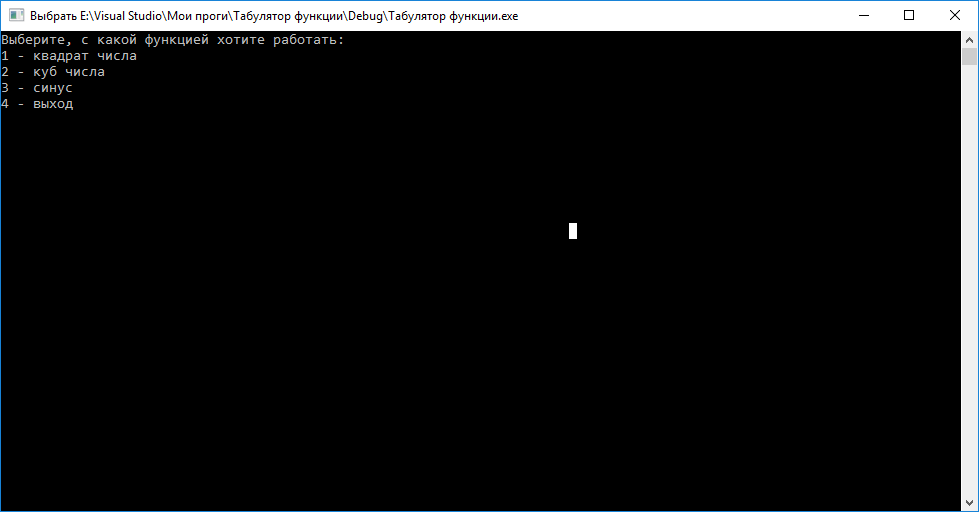 Выбрать E:\Visual Studio\Мои проги\Табулятор функции\Debug\Табулятор функции.exe
Выберите, с какой функцией хотите работать:
1 - квадрат числа
2 - куб числа
3 - синус
4 - выход